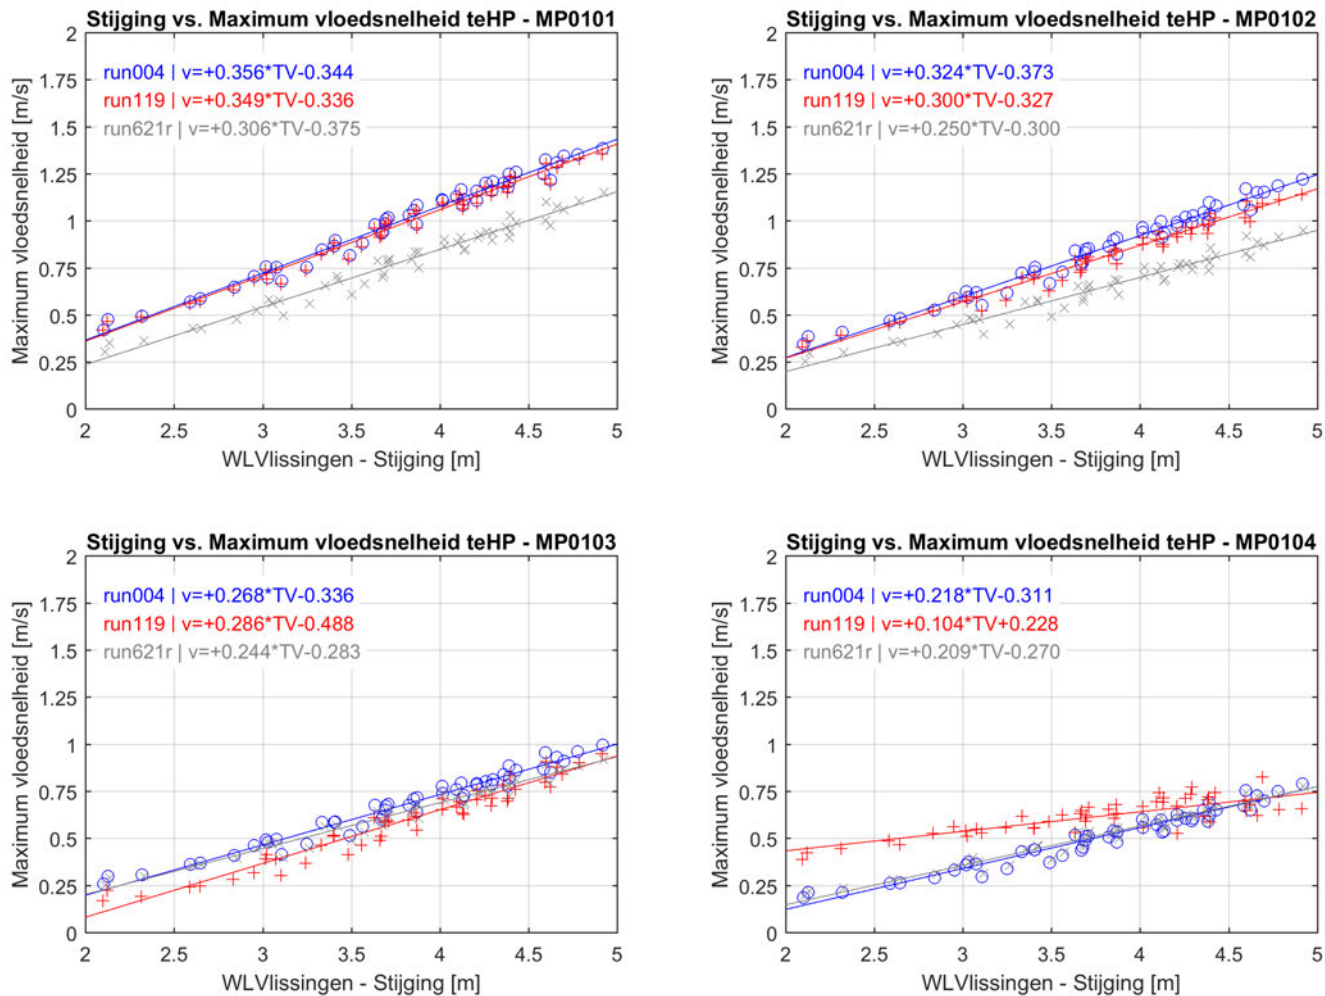 Stijging vs. Maximum vloedsnelheid teHP - MP0101
run004 | v=+0.356*TV-0.344
run119 | v=+0.349*TV-0.336
run621r | v=+0.306*TV-0.375
Maximum vloedsnelheid [m/s]
2
1.75
1.5
1.25
1
0.75
0.5
0.25
0
2 2.5 3 3.5 4 4.5 5
WLVlissingen - Stijging [m]
Stijging vs. Maximum vloedsnelheid teHP - MP0102
run004 | v=+0.324*TV-0.373
run119 | v=+0.300*TV-0.327
run621r | v=+0.250*TV-0.300
Maximum vloedsnelheid [m/s]
2
1.75
1.5
1.25
1
0.75
0.5
0.25
0
2 2.5 3 3.5 4 4.5 5
WLVlissingen - Stijging [m]
Stijging vs. Maximum vloedsnelheid teHP - MP0103
run004 | v=+0.268*TV-0.336
run119 | v=+0.286*TV-0.488
run621r | v=+0.244*TV-0.283
Maximum vloedsnelheid [m/s]
2
1.75
1.5
1.25
1
0.75
0.5
0.25
0
2 2.5 3 3.5 4 4.5 5
WLVlissingen - Stijging [m]
Stijging vs. Maximum vloedsnelheid teHP - MP0104
run004 | v=+0.218*TV-0.311
run119 | v=+0.104*TV+0.228
run621r | v=+0.209*TV-0.270
Maximum vloedsnelheid [m/s]
2
1.75
1.5
1.25
1
0.75
0.5
0.25
0
2 2.5 3 3.5 4 4.5 5
WLVlissingen - Stijging [m]